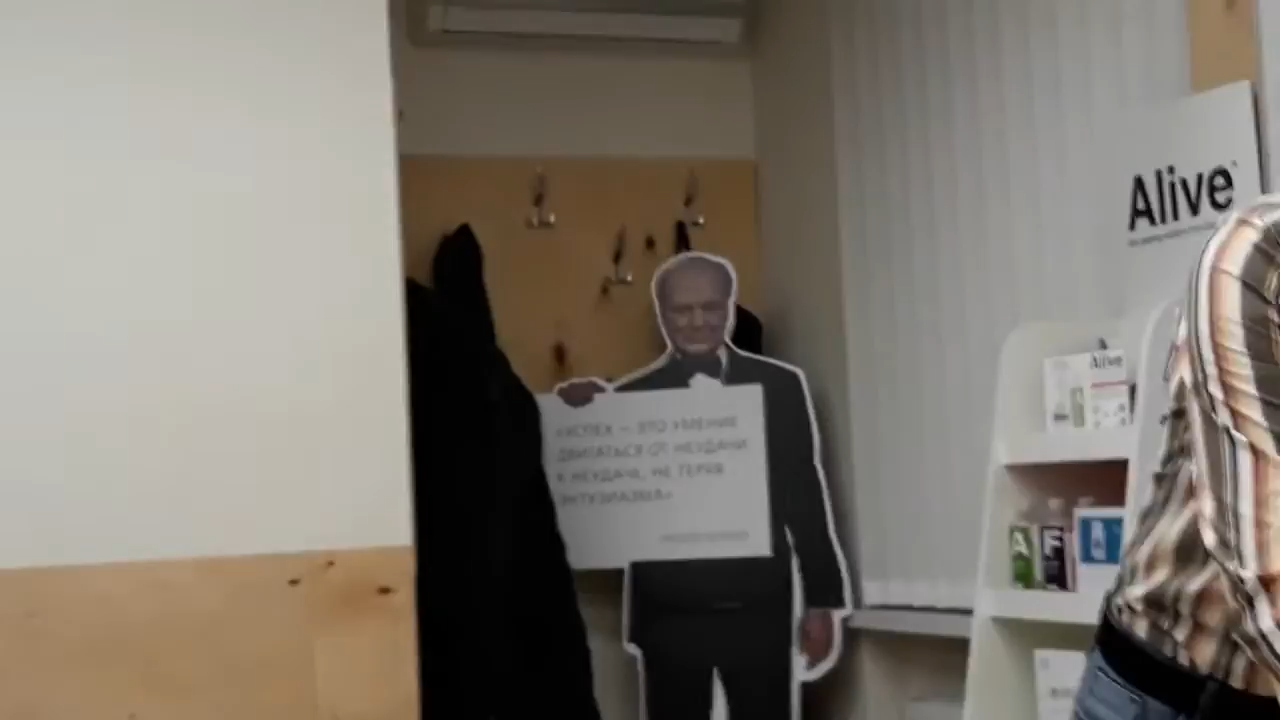 Alive
«УСПЕХ — ЭТО УМЕНИЕ
ДВИГАТЬСЯ ОТ НЕУДАЧИ
К НЕУДАЧЕ, НЕ ТЕРЯЯ
ЭНТУЗИАЗМА»
Alive
A F